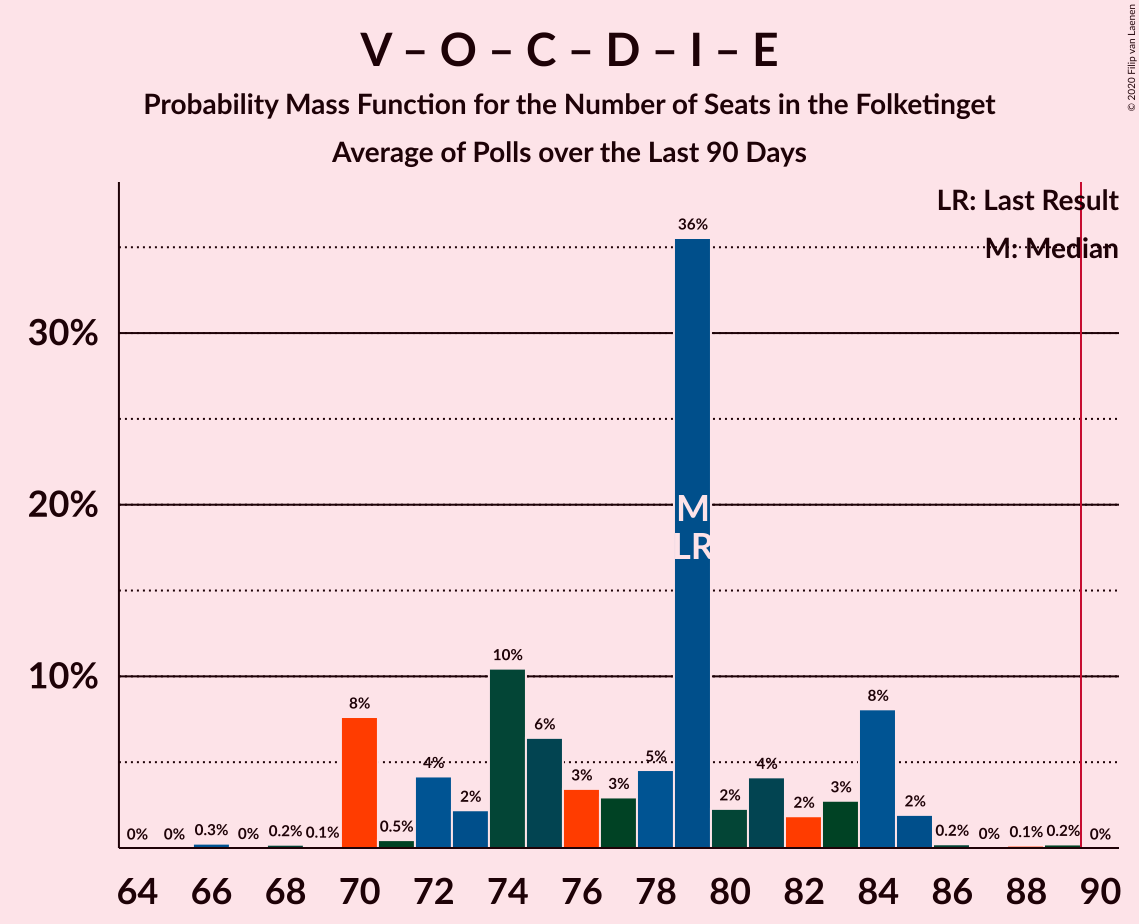 V – O – C – D – I – E
Probability Mass Function for the Number of Seats in the Folketinget
Average of Polls over the Last 90 Days
© 2020 Filip van Laenen
LR: Last Result
M: Median
36%
30%
20%
M
LR
10%
10%
8%
8%
6%
5%
4%
4%
3%
3%
3%
2%
2%
2%
2%
0% 0% 0.3% 0% 0.2% 0.1% 0.5% 0.2% 0% 0.1% 0.2% 0%
64 66 68 70 72 74 76 78 80 82 84 86 88 90